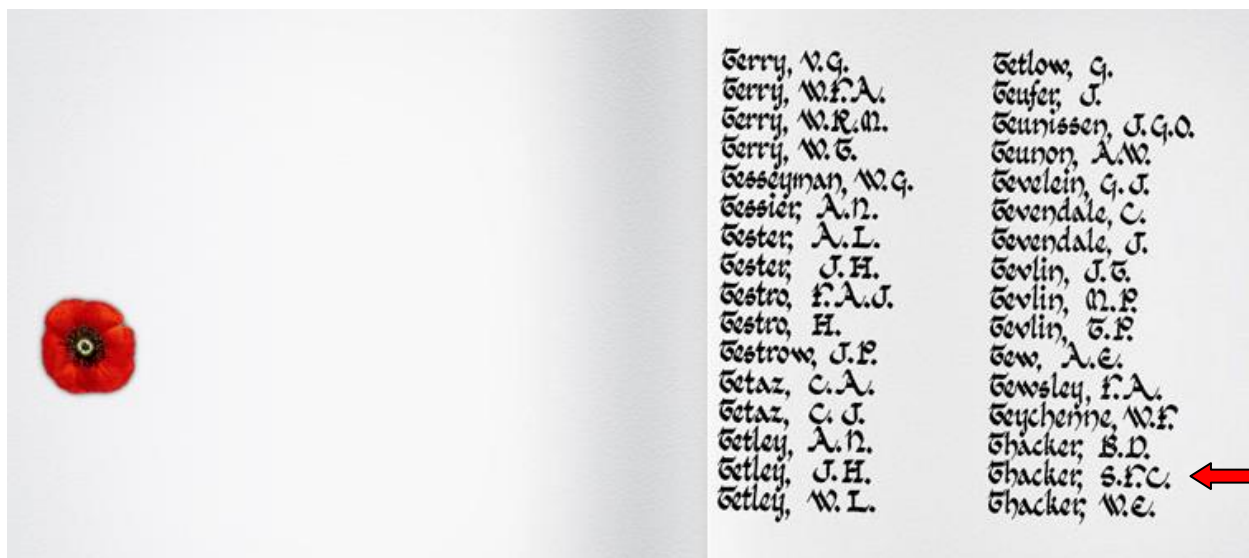 Terry, V.G.
Terry, W.F.A.
Terry, W.R.M.
Terry, W.T.
Tesseyman, W.G.
Tessier, A.N.
Tester, A.L.
Tester, J.H.
Testro, F.A.J.
Testro, H.
Testrow, J.P.
Tetaz, C.A.
Tetaz, C.J.
Tetley, A.N.
Tetley, J.H.
Tetley, W.L.
Tetlow, G.
Teufer, J.
Teunissen, J.G.O.
Teunon, A.W.
Tevelein, G.J.
Tevendale, C.
Tevendale, J.
Tevlin, J.T.
Tevlin, M.P.
Tevlin, T.P.
Tew, A.E.
Tewsley, F.A.
Teychenne, W.F.
Thacker, B.D.
Thacker, S.F.C.
Thacker, W.E.